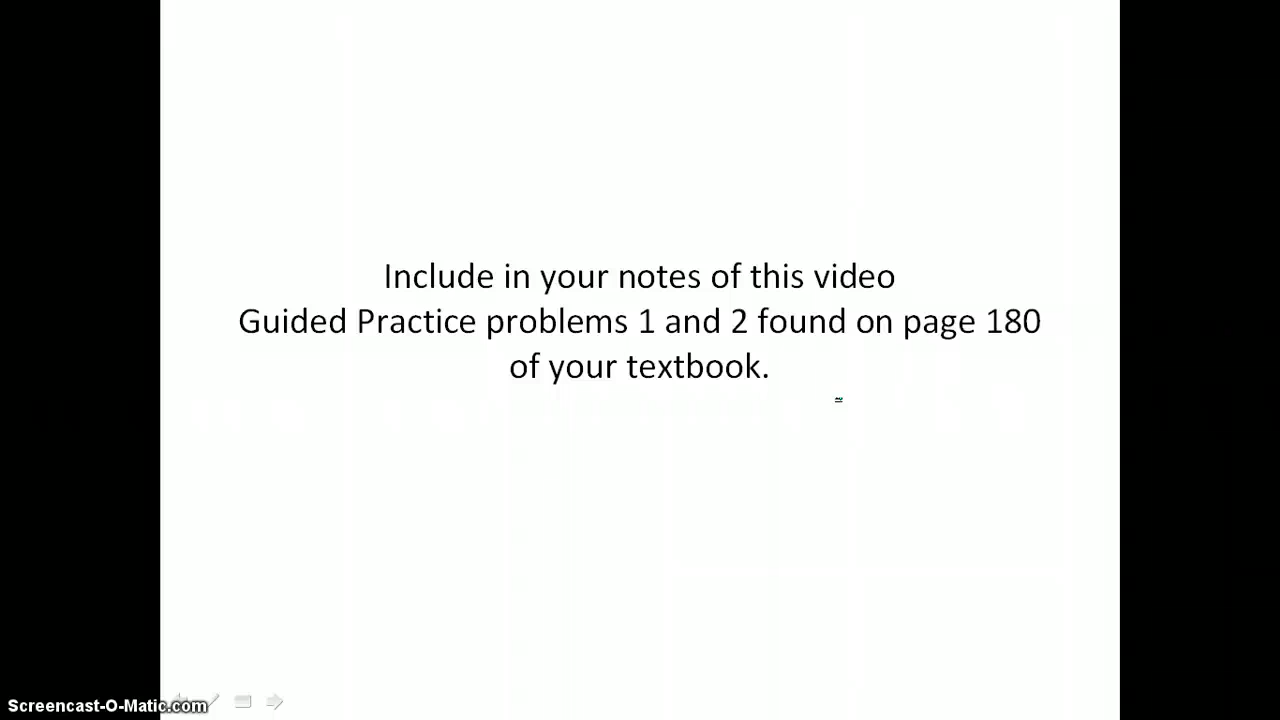 Include in your notes of this video
Guided Practice problems 1 and 2 found on page 180
of your textbook.
Screencast-O-Matic.com